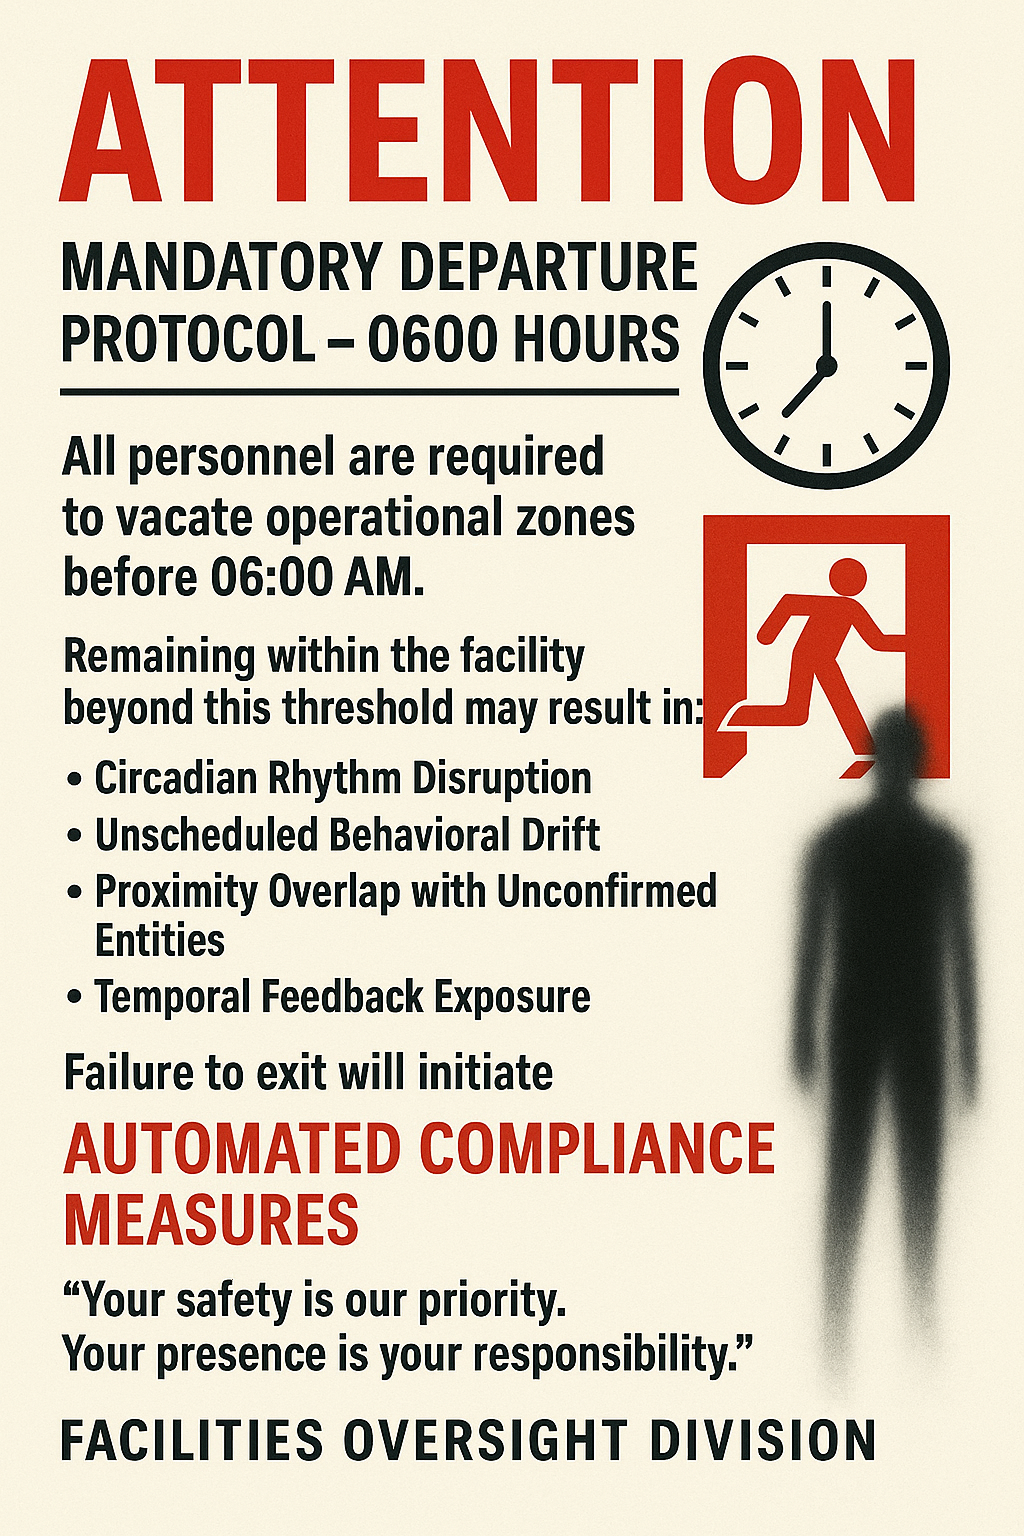 ATTENTION
MANDATORY DEPARTURE
PROTOCOL – 0600 HOURS
All personnel are required
to vacate operational zones
before 06:00 AM.
Remaining within the facility
beyond this threshold may result in:
• Circadian Rhythm Disruption
• Unscheduled Behavioral Drift
• Proximity Overlap with Unconfirmed
Entities
• Temporal Feedback Exposure
Failure to exit will initiate
AUTOMATED COMPLIANCE
MEASURES
“Your safety is our priority.
Your presence is your responsibility.”
FACILITIES OVERSIGHT DIVISION